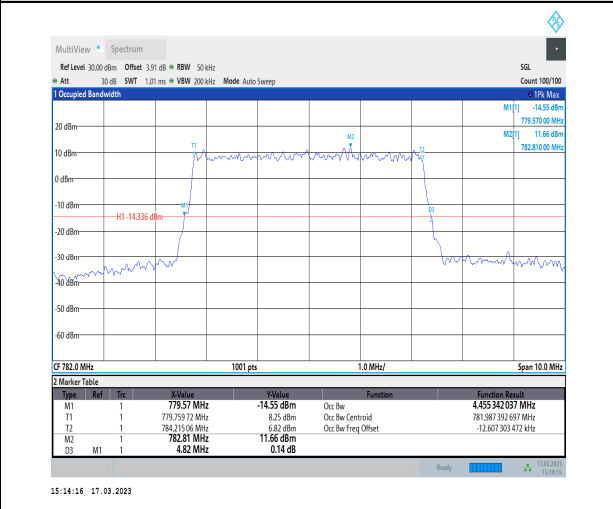 MultiView Spectrum
Ref Level 30.00 dBm Offset 3.91 dB RBW 50 kHz SGL
Att 30 dB SWT 1.01 ms VBW 200 kHz Mode Auto Sweep Count 100/100
1 Occupied Bandwidth 1Pk Max
M1[1] -14.55 dBm
779.57000 MHz
M2[1] 11.66 dBm
782.81000 MHz
20 dBm
M2
T1
T2
10 dBm
0 dBm
-10 dBm
M1
D3
H1 -14.336 dBm
-20 dBm
-30 dBm
-40 dBm
-50 dBm
-60 dBm
CF 782.0 MHz 1001 pts 1.0 MHz/ Span 10.0 MHz
2 Marker Table
Type Ref Trc X-Value Y-Value Function Function Result
M1 1 779.57 MHz -14.55 dBm Occ Bw 4.455 342 037 MHz
T1 1 779.759 72 MHz 8.25 dBm Occ Bw Centroid 781.987 392 697 MHz
T2 1 784.215 06 MHz 6.82 dBm Occ Bw Freq Offset -12.607 303 472 kHz
M2 1 782.81 MHz 11.66 dBm
D3 M1 1 4.82 MHz 0.14 dB
Ready 17.03.2023
15:14:15
15:14:16 17.03.2023